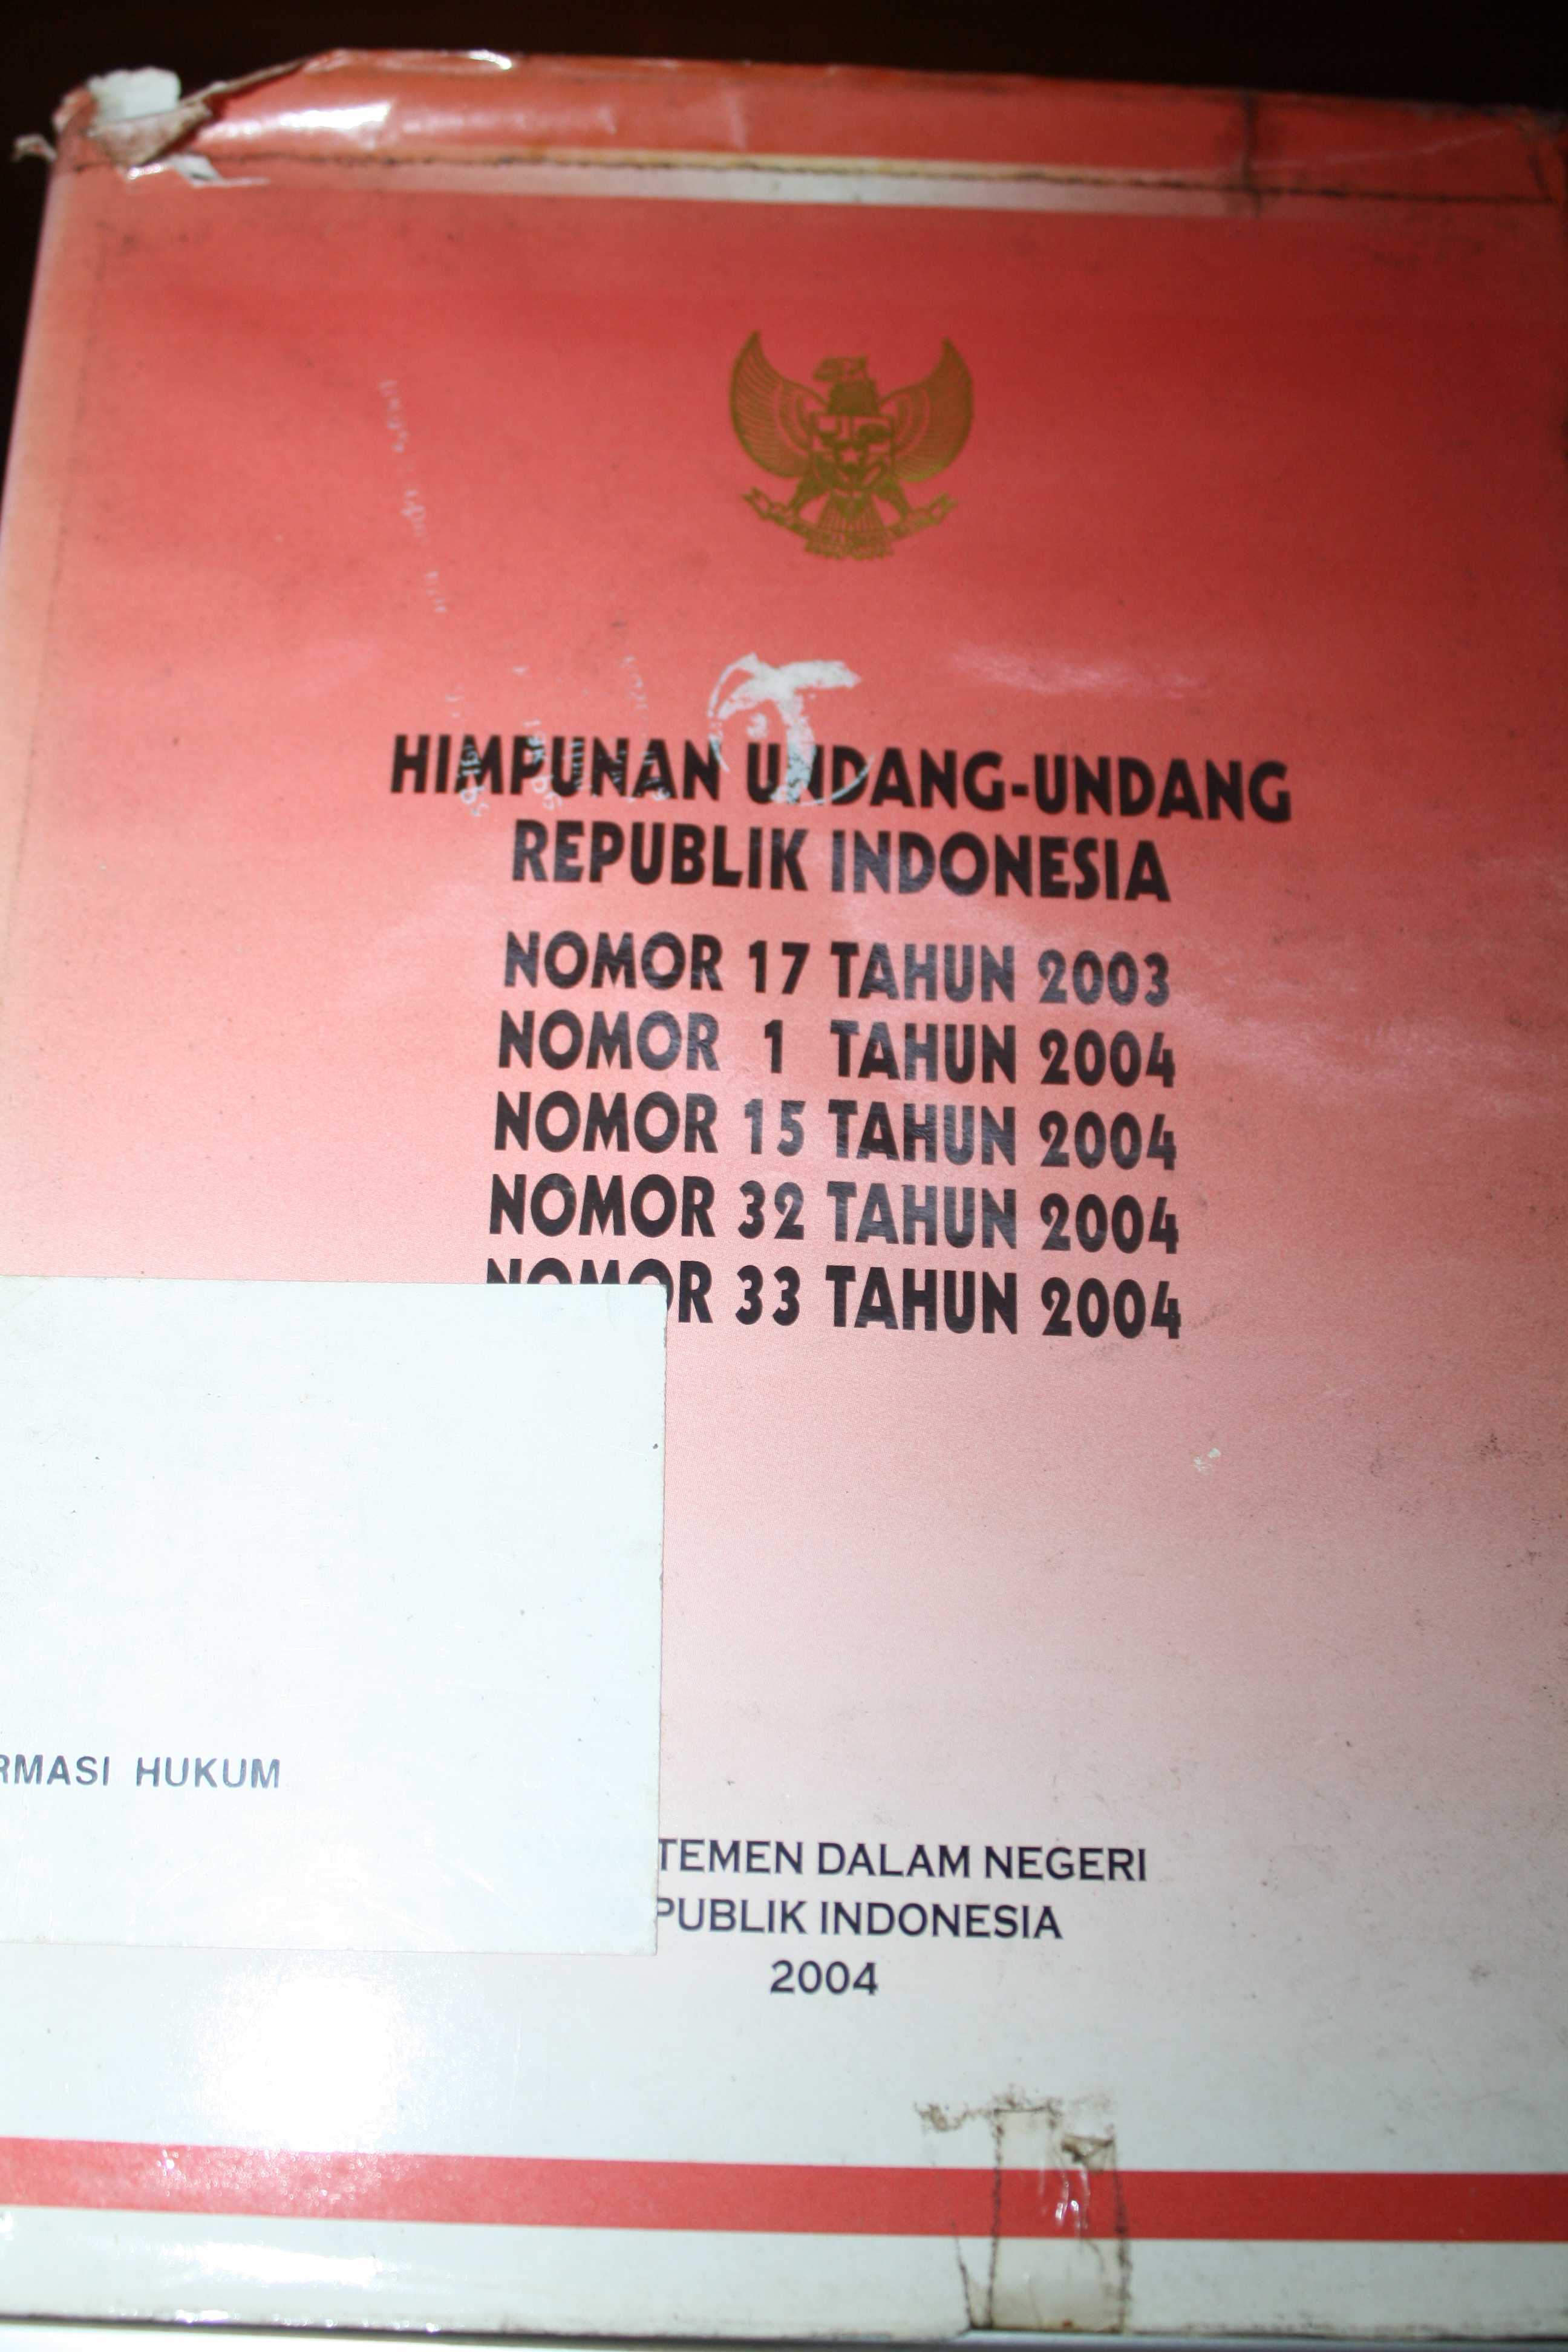 HIMPUNAN UNDANG-UNDANG
REPUBLIK INDONESIA
NOMOR 17 TAHUN 2003
NOMOR 1 TAHUN 2004
NOMOR 15 TAHUN 2004
NOMOR 32 TAHUN 2004
NOMOR 33 TAHUN 2004
RMASI HUKUM
TEMEN DALAM NEGERI
PUBLIK INDONESIA
2004